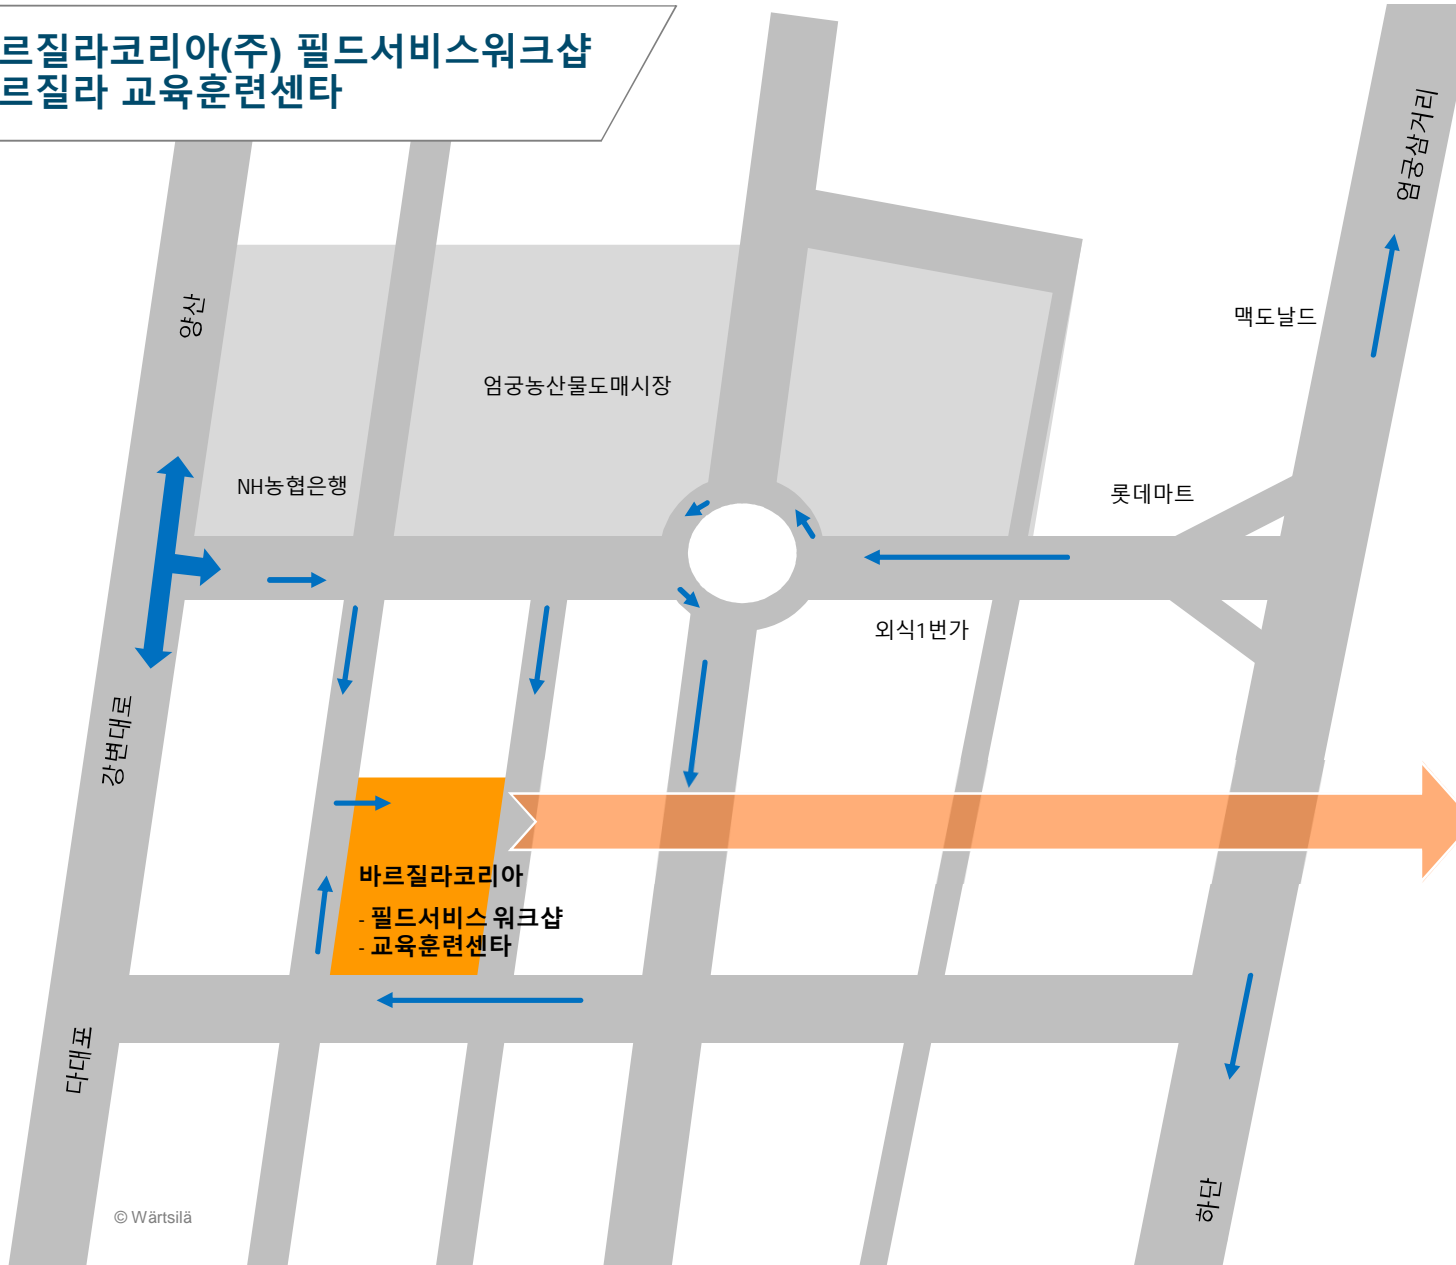 르질라코리아(주) 필드서비스워크샵
르질라 교육훈련센타
엄궁삼거리
양산
맥도날드
엄궁농산물도매시장
NH농협은행
롯데마트
외식1번가
강변대로
바르질라코리아
- 필드서비스 워크샵
- 교육훈련센타
다대포
하단
© Wärtsilä